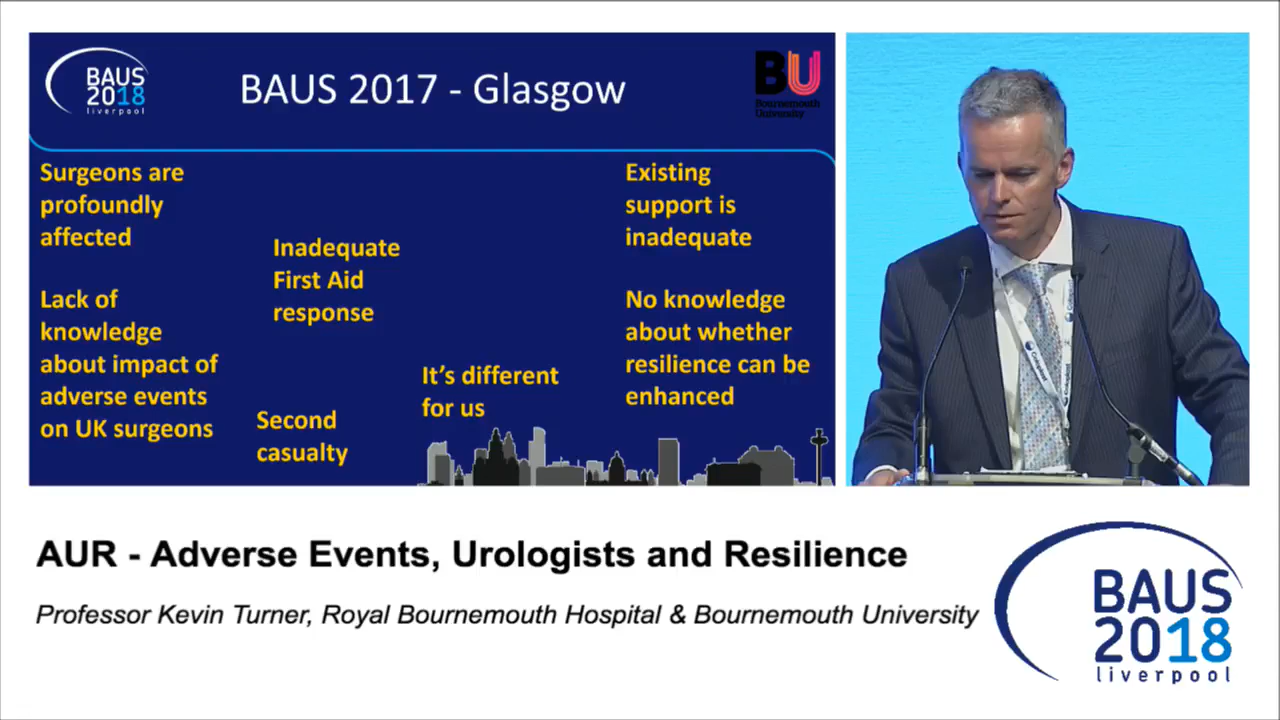 BAUS
2018
liverpool
BAUS 2017 - Glasgow
BU
Bournemouth
University
Surgeons are
profoundly
affected
Lack of
knowledge
about impact of
adverse events
on UK surgeons
Inadequate
First Aid
response
Second
casualty
It's different
for us
Existing
support is
inadequate
No knowledge
about whether
resilience can be
enhanced
Coloplast
Coloplast
AUR - Adverse Events, Urologists and Resilience
Professor Kevin Turner, Royal Bournemouth Hospital & Bournemouth University
BAUS
2018
liverpool